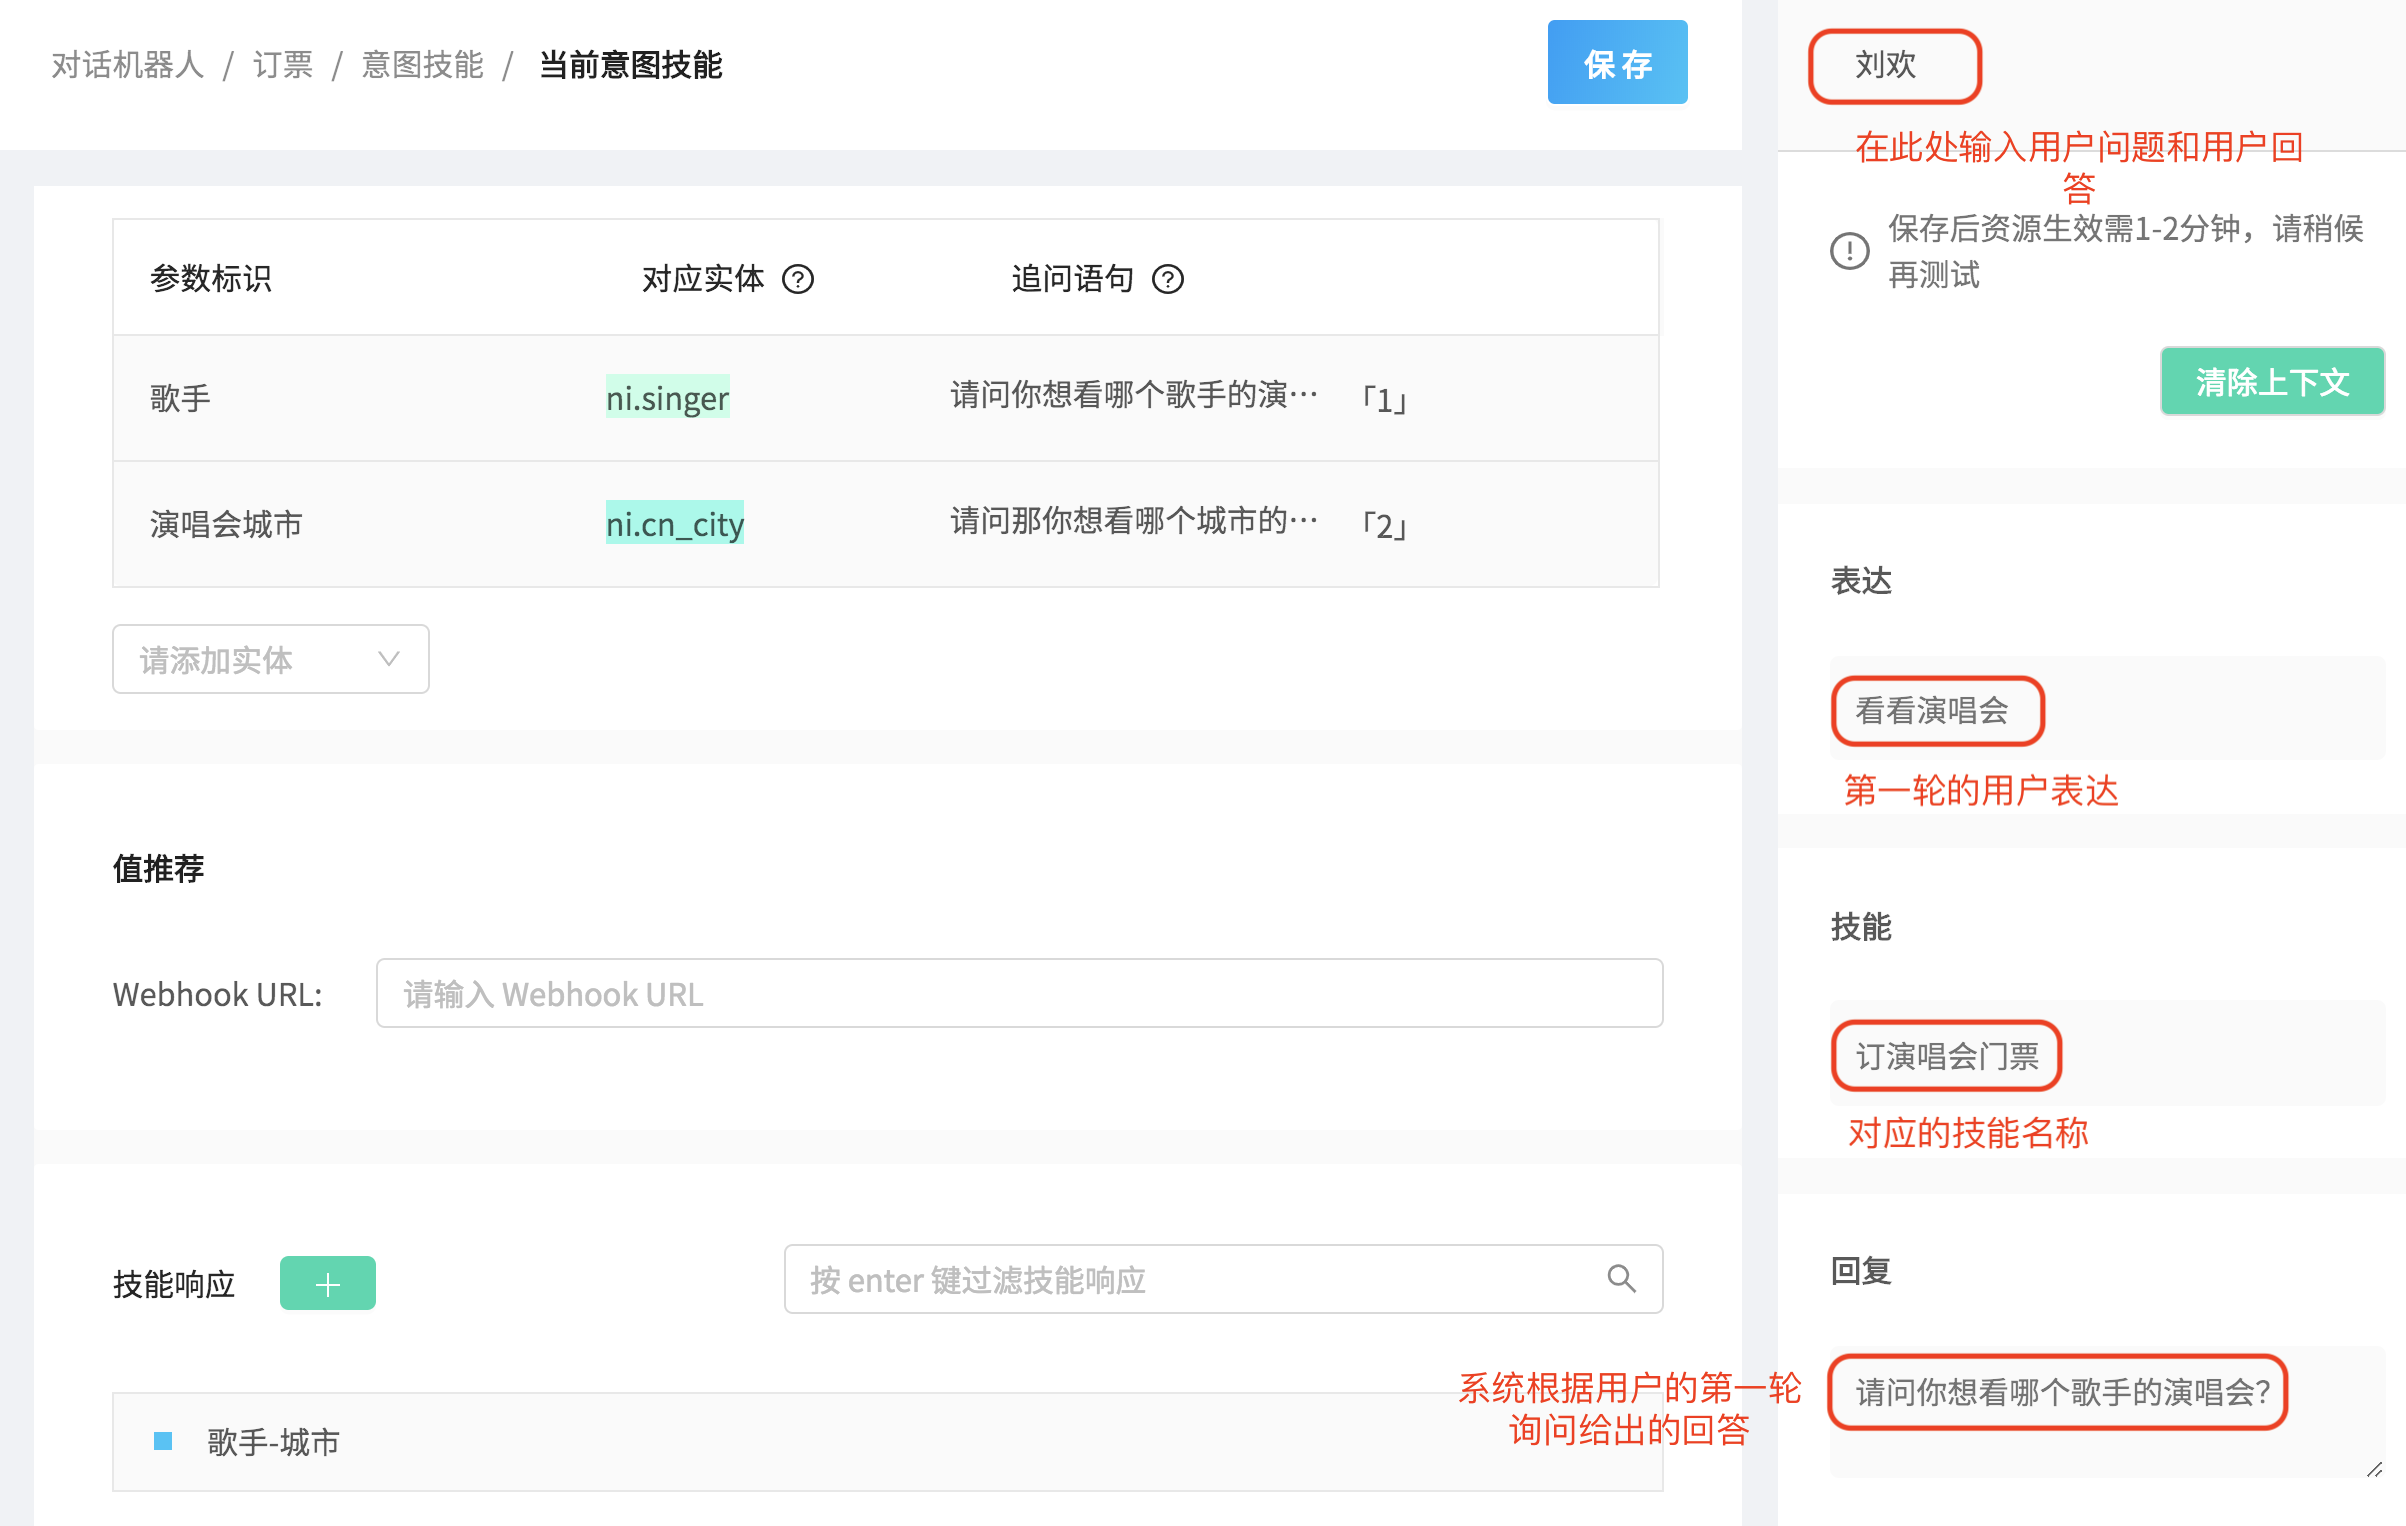 对话机器人 / 订票 / 意图技能 / 当前意图技能
保存
参数标识 对应实体 追问语句
歌手 ni.singer 请问你想看哪个歌手的演… 「1」
演唱会城市 ni.cn_city 请问那你想看哪个城市的… 「2」
请添加实体
值推荐
Webhook URL: 请输入 Webhook URL
技能响应 按 enter 键过滤技能响应
歌手-城市
刘欢
在此处输入用户问题和用户回
答
保存后资源生效需1-2分钟，请稍候
再测试
清除上下文
表达
看看演唱会
第一轮的用户表达
技能
订演唱会门票
对应的技能名称
回复
请问你想看哪个歌手的演唱会？
系统根据用户的第一轮
询问给出的回答